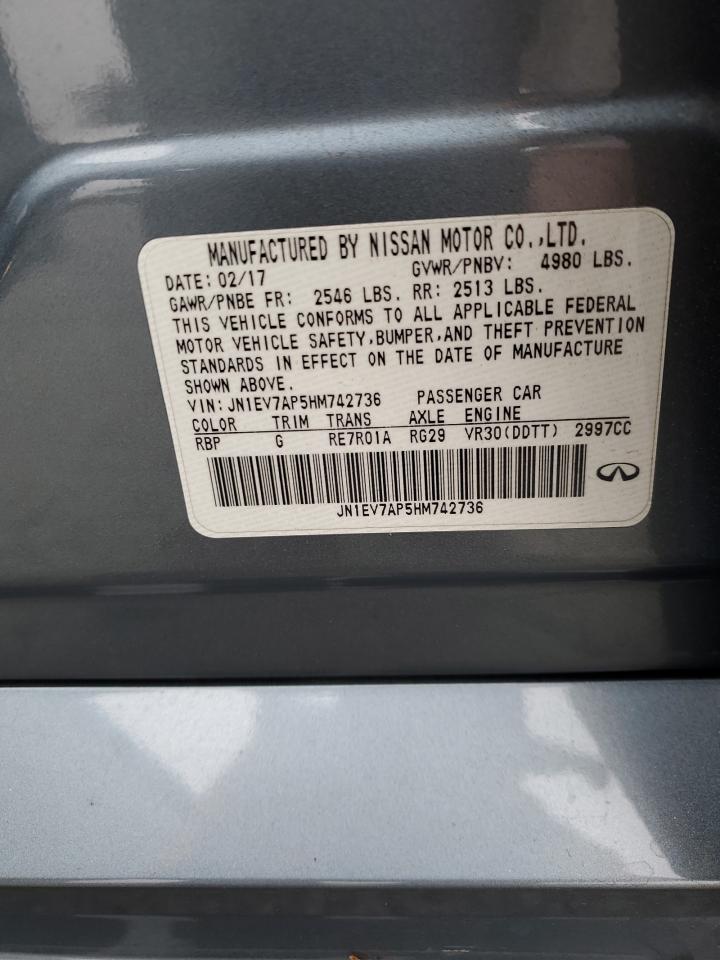 MANUFACTURED BY NISSAN MOTOR CO.,LTD.
DATE: 02/17 GVWR/PNBV: 4980 LBS.
GAWR/PNBE FR: 2546 LBS. RR: 2513 LBS.
THIS VEHICLE CONFORMS TO ALL APPLICABLE FEDERAL
MOTOR VEHICLE SAFETY,BUMPER,AND THEFT PREVENTION
STANDARDS IN EFFECT ON THE DATE OF MANUFACTURE
SHOWN ABOVE.
VIN: JN1EV7AP5HM742736 PASSENGER CAR
COLOR TRIM TRANS AXLE ENGINE
RBP G RE7R01A RG29 VR30(DDTT) 2997CC
JN1EV7AP5HM742736